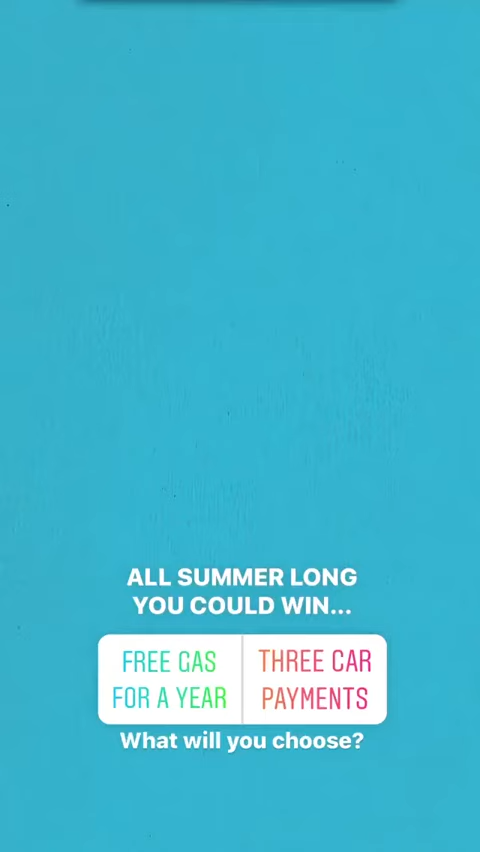 ALL SUMMER LONG
YOU COULD WIN...
FREE GAS
FOR A YEAR
THREE CAR
PAYMENTS
What will you choose?